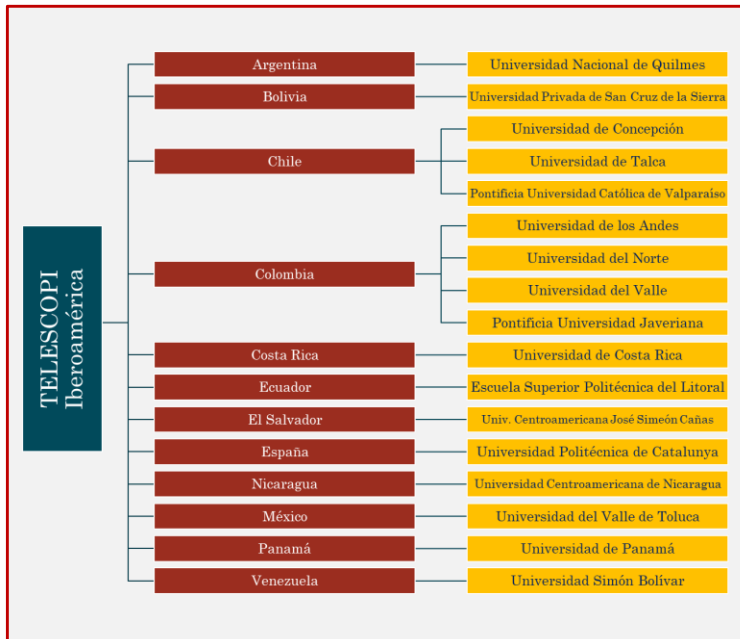 TELESCOPI
Iberoamérica
Argentina
Universidad Nacional de Quilmes
Bolivia
Universidad Privada de San Cruz de la Sierra
Chile
Universidad de Concepción
Universidad de Talca
Pontificia Universidad Católica de Valparaíso
Colombia
Universidad de los Andes
Universidad del Norte
Universidad del Valle
Pontificia Universidad Javeriana
Costa Rica
Universidad de Costa Rica
Ecuador
Escuela Superior Politécnica del Litoral
El Salvador
Univ. Centroamericana José Simeón Cañas
España
Universidad Politécnica de Catalunya
Nicaragua
Universidad Centroamericana de Nicaragua
México
Universidad del Valle de Toluca
Panamá
Universidad de Panamá
Venezuela
Universidad Simón Bolívar